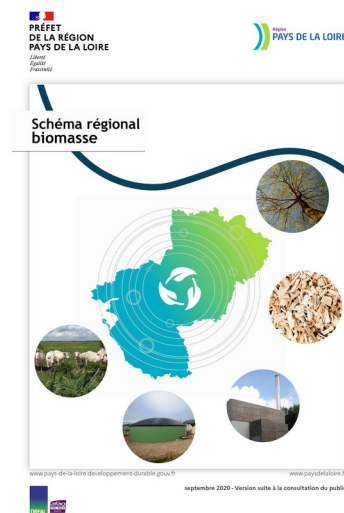 PRÉFET
DE LA RÉGION
PAYS DE LA LOIRE
Liberté
Égalité
Fraternité
Région
PAYS DE LA LOIRE
Schéma régional
biomasse
www.pays-de-la-loire.developpement-durable.gouv.fr
www.paysdelaloire.f
septembre 2020 - Version suite à la consultation du publi
DREAL